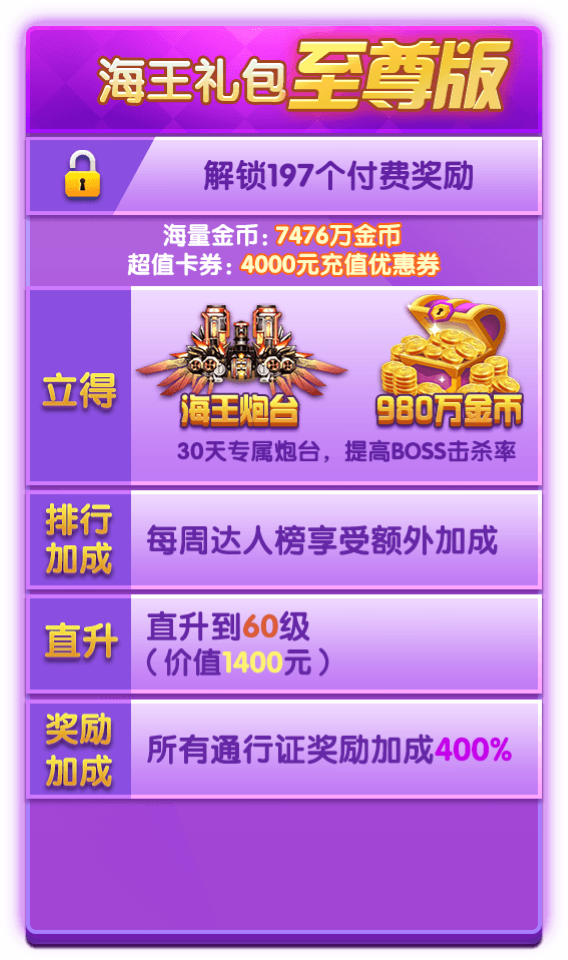 海王礼包至尊版
解锁197个付费奖励
海量金币：7476万金币
超值卡券：4000元充值优惠券
立得
海王炮台
980万金币
30天专属炮台，提高BOSS击杀率
排行
加成
每周达人榜享受额外加成
直升
直升到60级
（价值1400元）
奖励
加成
所有通行证奖励加成400%